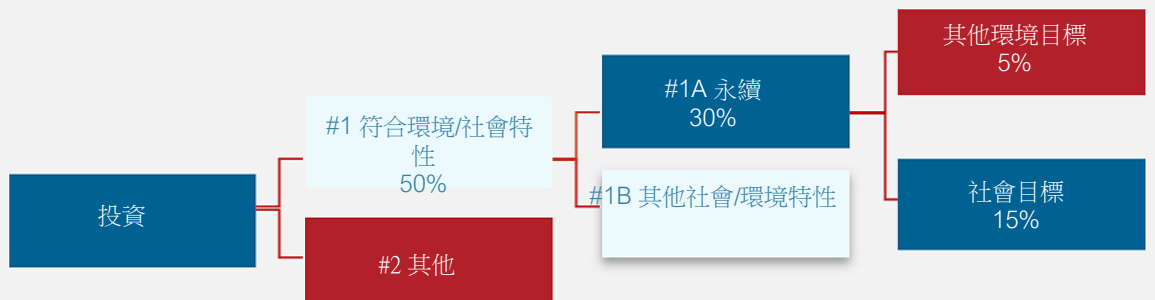 投資
#1 符合環境/社會特
性
50%
#2 其他
#1A 永續
30%
#1B 其他社會/環境特性
其他環境目標
5%
社會目標
15%